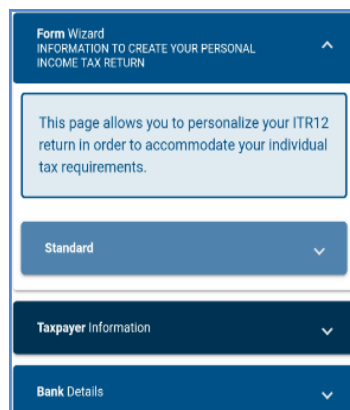 Form Wizard
INFORMATION TO CREATE YOUR PERSONAL
INCOME TAX RETURN
This page allows you to personalize your ITR12
return in order to accommodate your individual
tax requirements.
Standard
Taxpayer Information
Bank Details